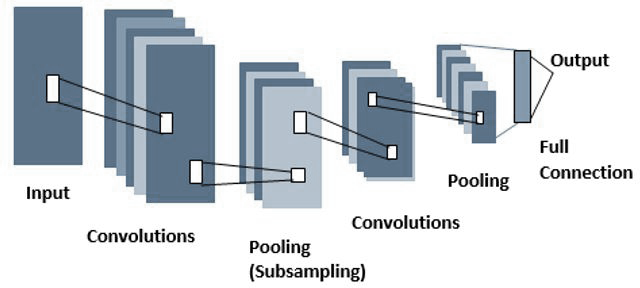 Input
Convolutions
Pooling
(Subsampling)
Convolutions
Pooling
Output
Full
Connection